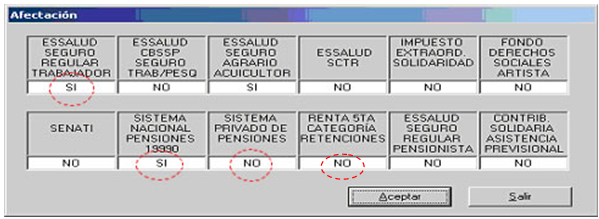 Afectación
ESSALUD SEGURO REGULAR TRABAJADOR
ESSALUD CBSSP SEGURO TRAB/PESQ
ESSALUD SEGURO AGRARIO ACUICULTOR
ESSALUD SCTR
IMPUESTO EXTRAORD. SOLIDARIDAD
FONDO DERECHOS SOCIALES ARTISTA
SI NO SI NO NO NO
SENATI
SISTEMA NACIONAL PENSIONES 19990
SISTEMA PRIVADO DE PENSIONES
RENTA 5TA CATEGORÍA RETENCIONES
ESSALUD SEGURO REGULAR PENSIONISTA
CONTRIB. SOLIDARIA ASISTENCIA PREVISIONAL
NO SI NO NO NO NO
Aceptar Salir